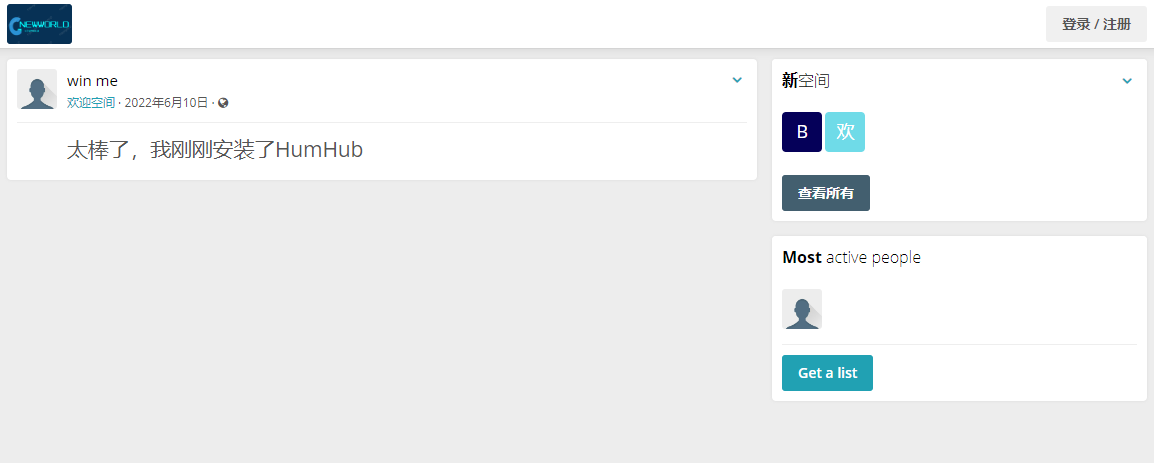 NEWWORLD
登录 / 注册
win me
欢迎空间 · 2022年6月10日 ·
太棒了，我刚刚安装了HumHub
新空间
B 欢
查看所有
Most active people
Get a list